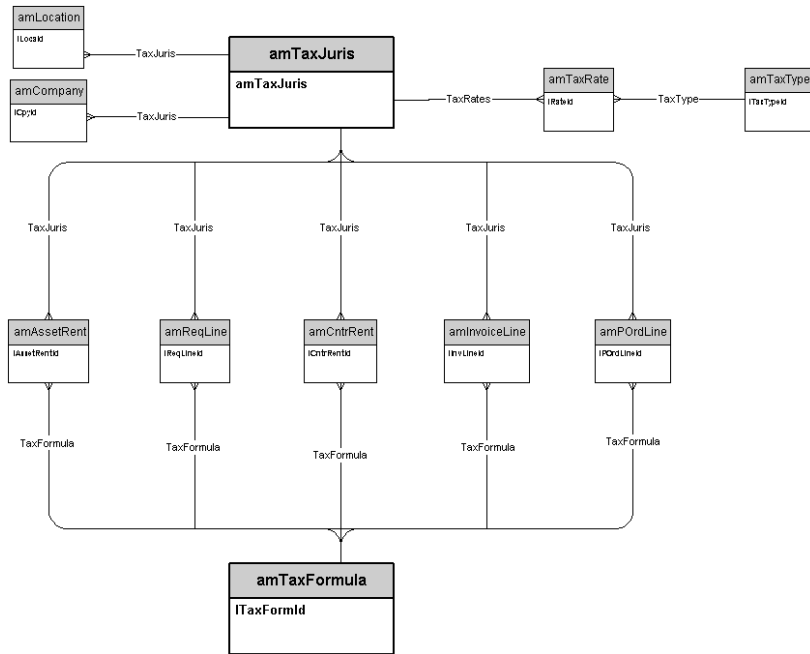 amLocation
lLocaId
TaxJuris
amTaxJuris
amTaxJuris
amCompany
lCpyId
TaxJuris
TaxRates
amTaxRate
lRateId
TaxType
amTaxType
lTaxTypeId
TaxJuris
TaxJuris
TaxJuris
TaxJuris
TaxJuris
amAssetRent
lAssetRentId
amReqLine
lReqLineId
amCntrRent
lCntrRentId
amInvoiceLine
lInvLineId
amPOrdLine
lPOrdLineId
TaxFormula
TaxFormula
TaxFormula
TaxFormula
TaxFormula
amTaxFormula
lTaxFormId